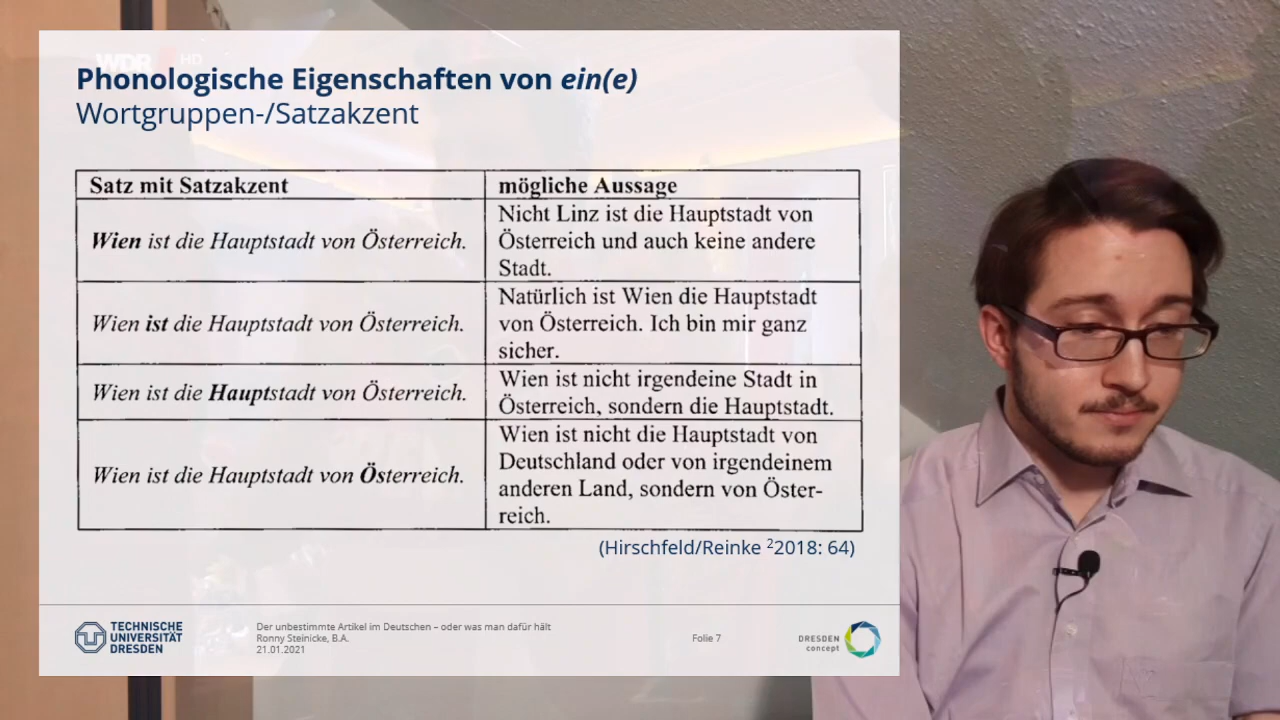 WDR HD
Phonologische Eigenschaften von ein(e)
Wortgruppen-/Satzakzent
Satz mit Satzakzent
mögliche Aussage
Wien ist die Hauptstadt von Österreich.
Nicht Linz ist die Hauptstadt von
Österreich und auch keine andere
Stadt.
Wien ist die Hauptstadt von Österreich.
Natürlich ist Wien die Hauptstadt
von Österreich. Ich bin mir ganz
sicher.
Wien ist die Hauptstadt von Österreich.
Wien ist nicht irgendeine Stadt in
Österreich, sondern die Hauptstadt.
Wien ist die Hauptstadt von Österreich.
Wien ist nicht die Hauptstadt von
Deutschland oder von irgendeinem
anderen Land, sondern von Öster-
reich.
(Hirschfeld/Reinke ²2018: 64)
TECHNISCHE
UNIVERSITÄT
DRESDEN
Der unbestimmte Artikel im Deutschen – oder was man dafür hält
Ronny Steinicke, B.A.
21.01.2021
Folie 7
DRESDEN
concept